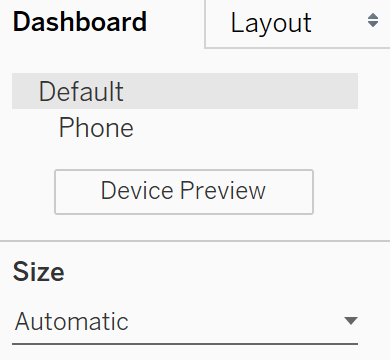 Dashboard Layout
Default
Phone
Device Preview
Size
Automatic